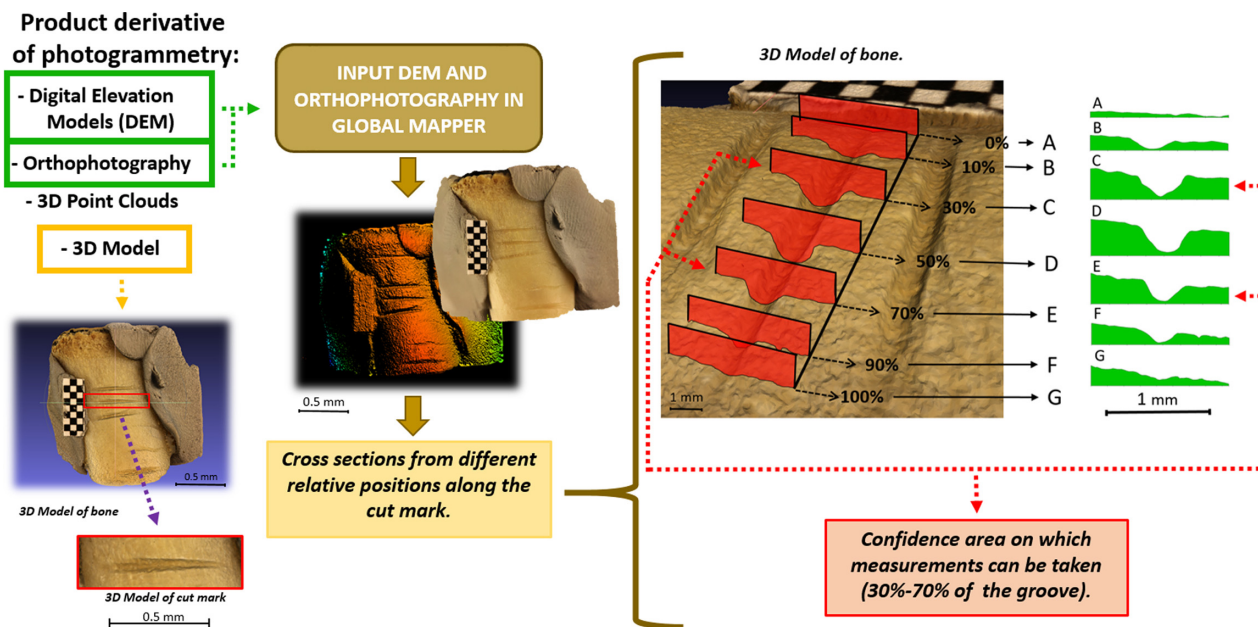 Product derivative
of photogrammetry:
- Digital Elevation
Models (DEM)
- Orthophotography
- 3D Point Clouds
- 3D Model
0.5 mm
3D Model of bone
3D Model of cut mark
0.5 mm
INPUT DEM AND
ORTHOPHOTOGRAPHY IN
GLOBAL MAPPER
0.5 mm
Cross sections from different
relative positions along the
cut mark.
3D Model of bone.
0% A
10% B
30% C
50% D
70% E
90% F
100% G
1 mm
A
B
C
D
E
F
G
1 mm
Confidence area on which
measurements can be taken
(30%-70% of the groove).